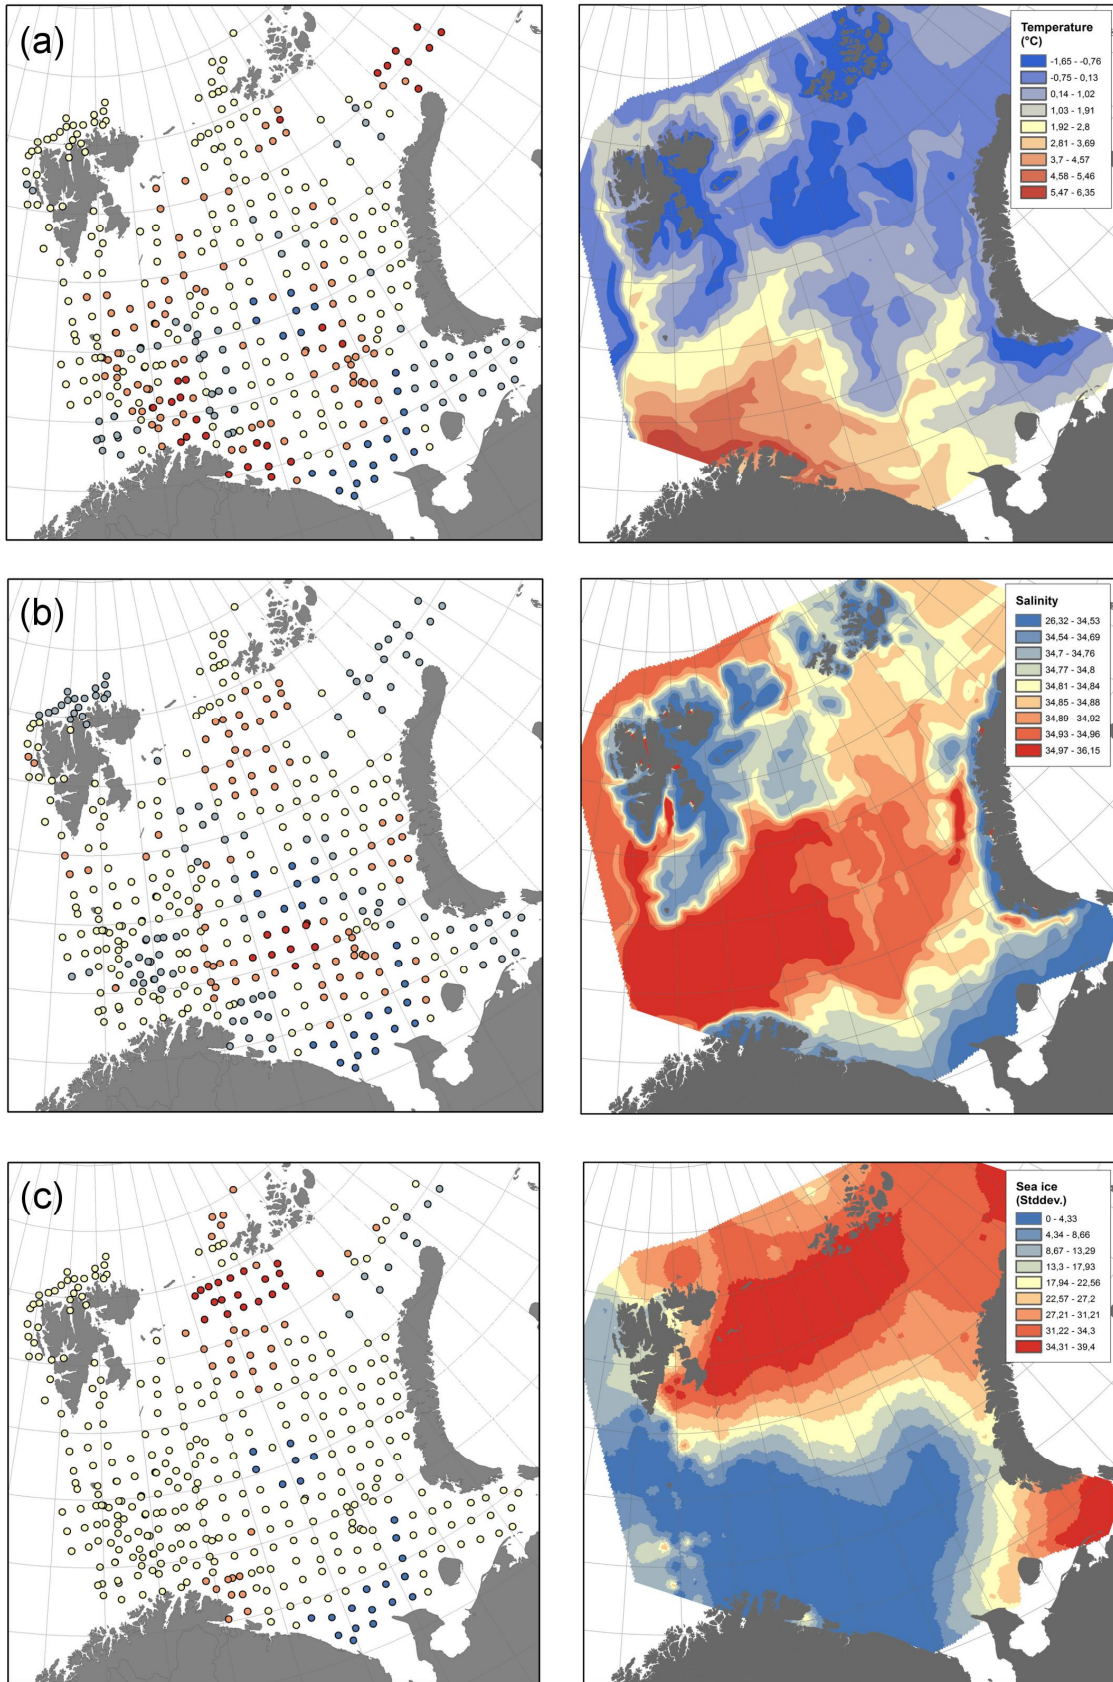 (a)
Temperature
(°C)
-1,65 - -0,76
-0,75 - 0,13
0,14 - 1,02
1,03 - 1,91
1,92 - 2,8
2,81 - 3,69
3,7 - 4,57
4,58 - 5,46
5,47 - 6,35
(b)
Salinity
26,32 - 34,53
34,54 - 34,69
34,7 - 34,76
34,77 - 34,8
34,81 - 34,84
34,85 - 34,88
34,89 - 34,92
34,93 - 34,96
34,97 - 36,15
(c)
Sea ice
(Stddev.)
0 - 4,33
4,34 - 8,66
8,67 - 13,29
13,3 - 17,93
17,94 - 22,56
22,57 - 27,2
27,21 - 31,21
31,22 - 34,3
34,31 - 39,4